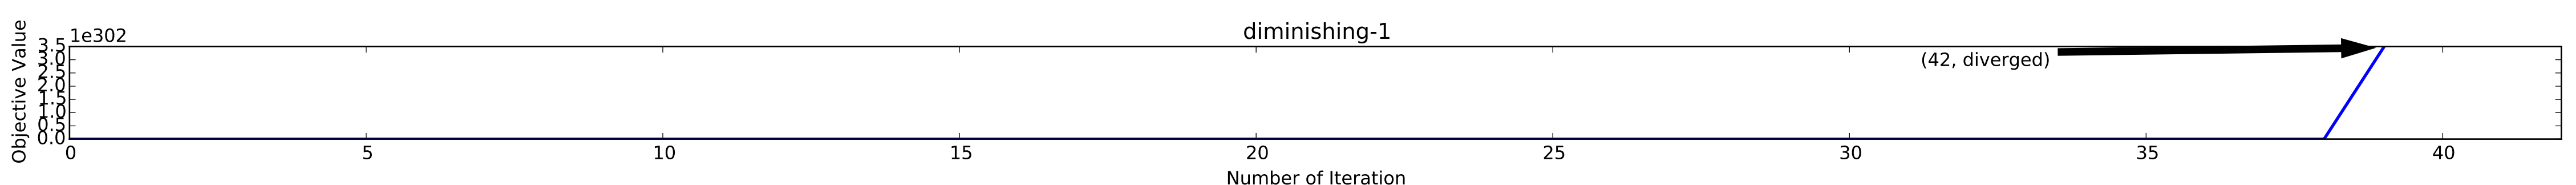 diminishing-1
1e302
Objective Value
3.5
3.0
2.5
2.0
1.5
1.0
0.5
0.0
(42, diverged)
0 5 10 15 20 25 30 35 40
Number of Iteration